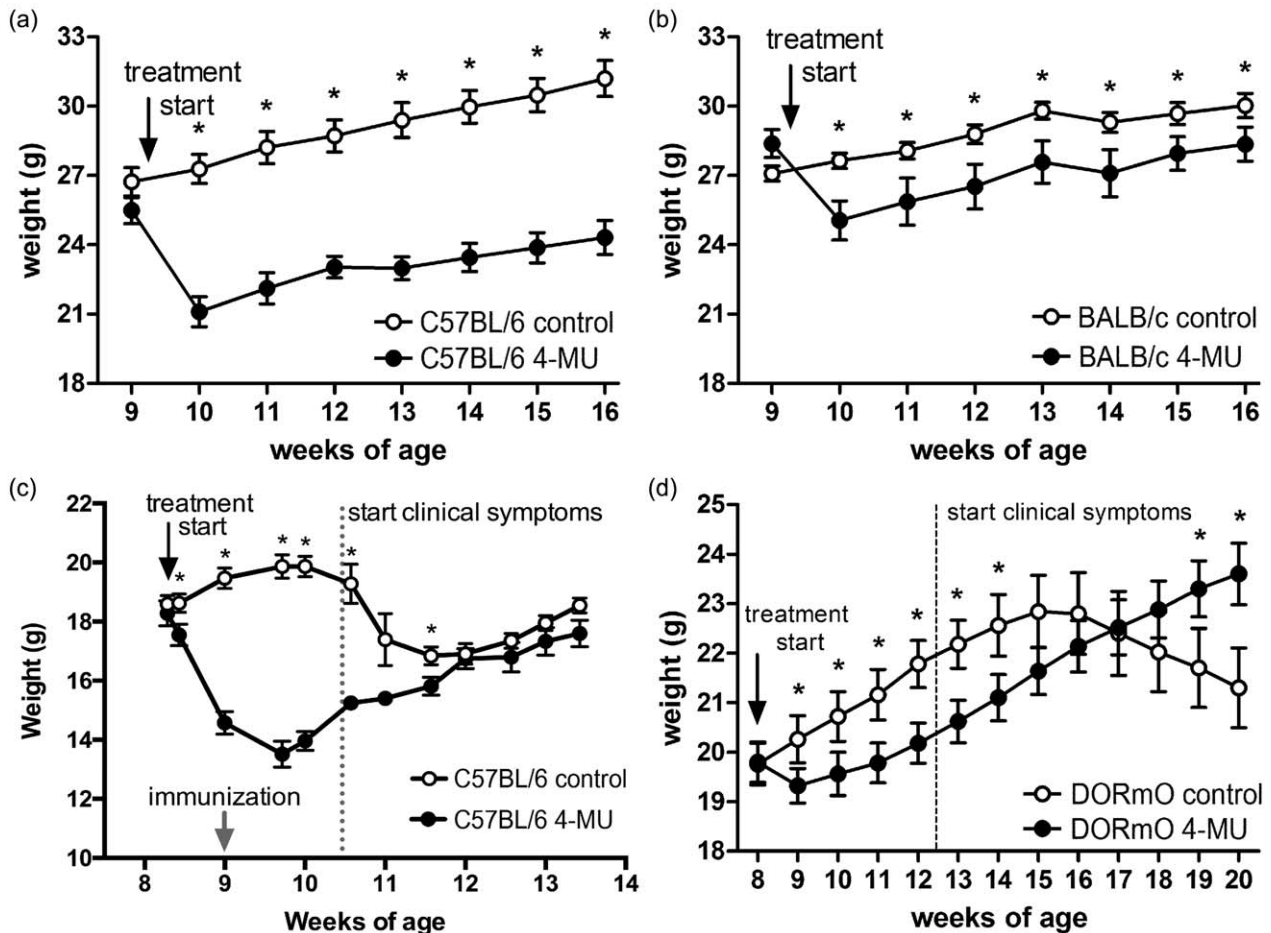 (a)
33
30
27
24
21
18
weight (g)
treatment
start
* * * * * * *
C57BL/6 control
C57BL/6 4-MU
9 10 11 12 13 14 15 16
weeks of age
(b)
33
30
27
24
21
18
weight (g)
treatment
start
* * * * * * *
BALB/c control
BALB/c 4-MU
9 10 11 12 13 14 15 16
weeks of age
(c)
22
20
18
16
14
12
10
Weight (g)
treatment
start
start clinical symptoms
* * * * * *
immunization
C57BL/6 control
C57BL/6 4-MU
8 9 10 11 12 13 14
Weeks of age
(d)
25
24
23
22
21
20
19
18
weight (g)
treatment
start
start clinical symptoms
* * * * * * * *
DORmO control
DORmO 4-MU
8 9 10 11 12 13 14 15 16 17 18 19 20
weeks of age